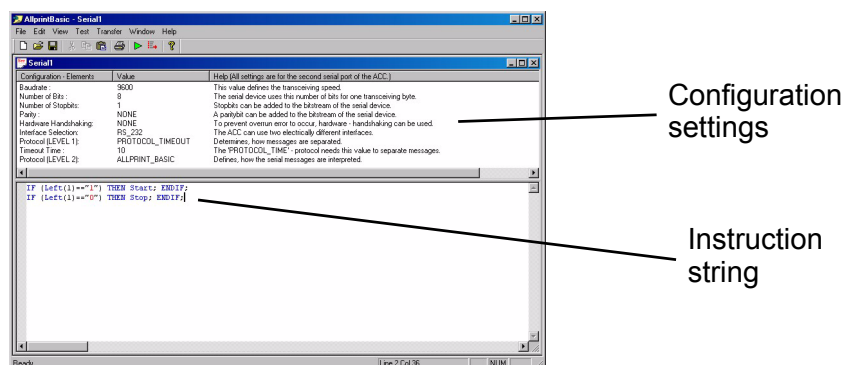 AllprintBasic - Serial1
File Edit View Test Transfer Window Help
Serial1
Configuration - Elements Value Help (All settings are for the second serial port of the ACC.)
Baudrate : 9600 This value defines the transceiving speed.
Number of Bits : 8 The serial device uses this number of bits for one transceiving byte.
Number of Stopbits: 1 Stopbits can be added to the bitstream of the serial device.
Parity : NONE A paritybit can be added to the bitstream of the serial device.
Hardware Handshaking: NONE To prevent overrun error to occur, hardware - handshaking can be used.
Interface Selection: RS_232 The ACC can use two electrically different interfaces.
Protocol (LEVEL 1): PROTOCOL_TIMEOUT Determines, how messages are separated.
Timeout Time : 10 The 'PROTOCOL_TIME' - protocol needs this value to separate messages.
Protocol (LEVEL 2): ALLPRINT_BASIC Defines, how the serial messages are interpreted.
IF (Left(1)=="1") THEN Start; ENDIF;
IF (Left(1)=="0") THEN Stop; ENDIF;
Ready Line 2 Col 36 NUM
Configuration
settings
Instruction
string